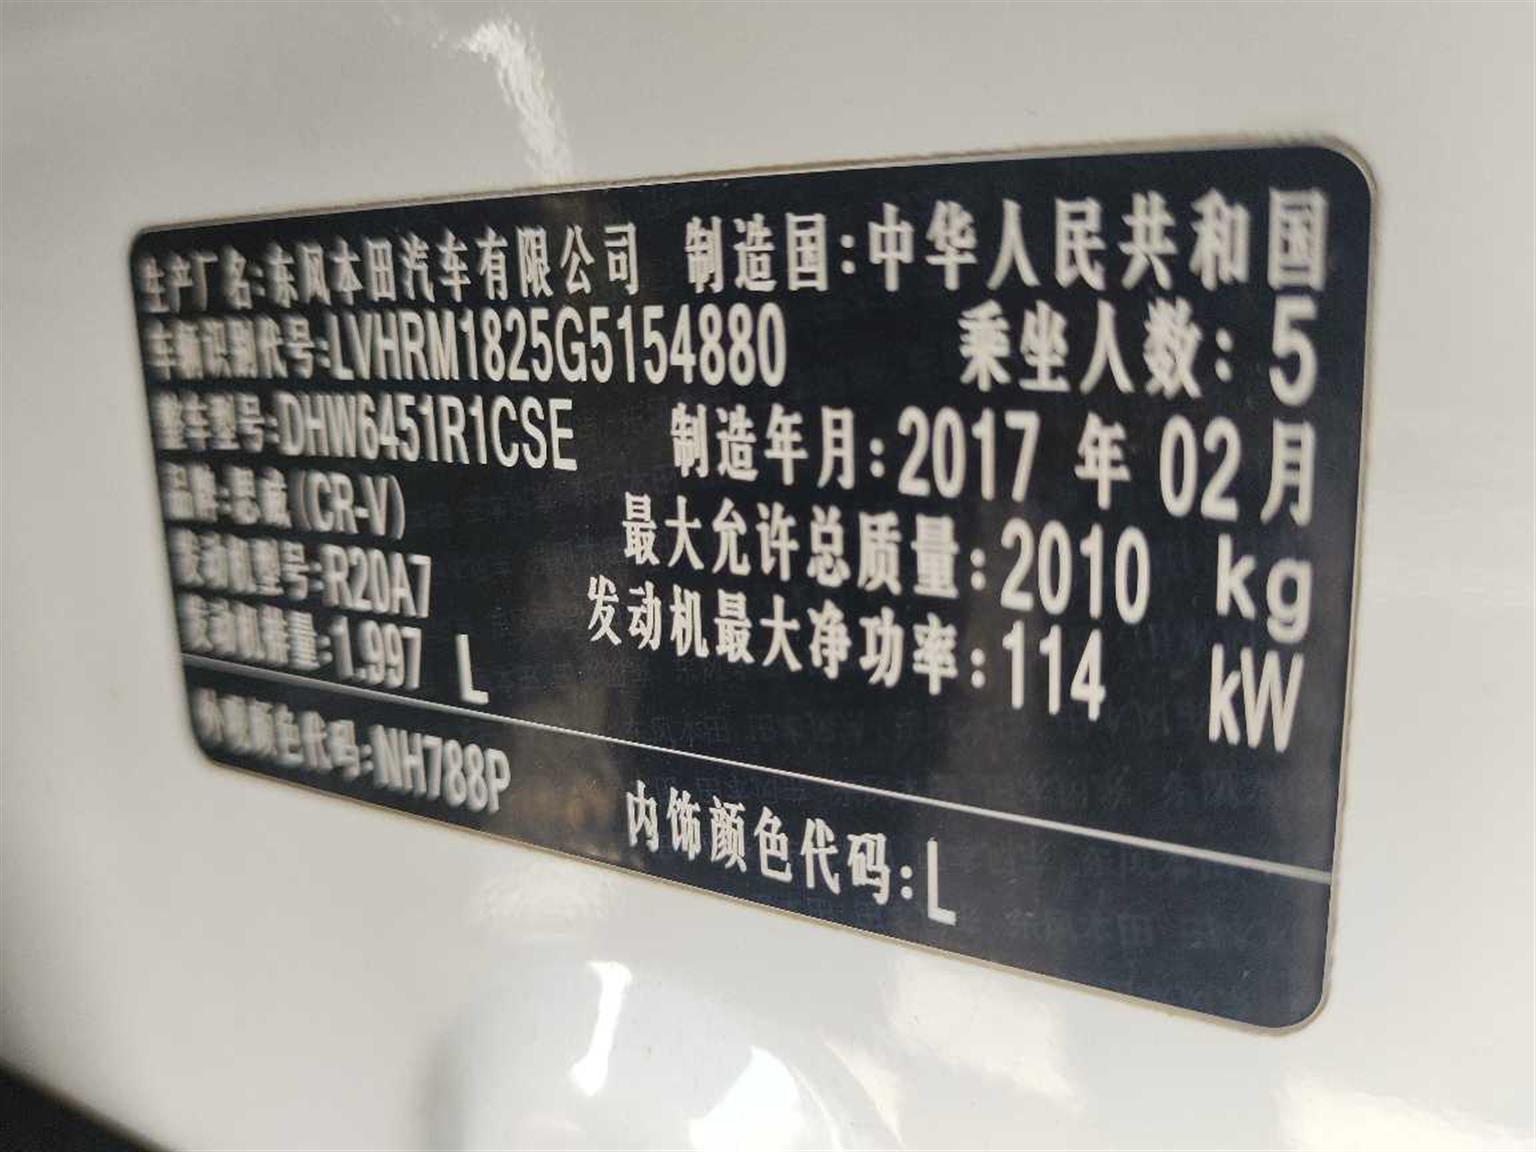 生产厂名:东风本田汽车有限公司 制造国:中华人民共和国
车辆识别代号:LVHRM1825G5154880 乘坐人数:5
整车型号:DHW6451R1CSE 制造年月:2017 年 02 月
品牌:思威(CR-V) 最大允许总质量:2010 kg
发动机型号:R20A7 发动机最大净功率:114 kW
发动机排量:1.997 L
外观颜色代码:NH788P 内饰颜色代码:L